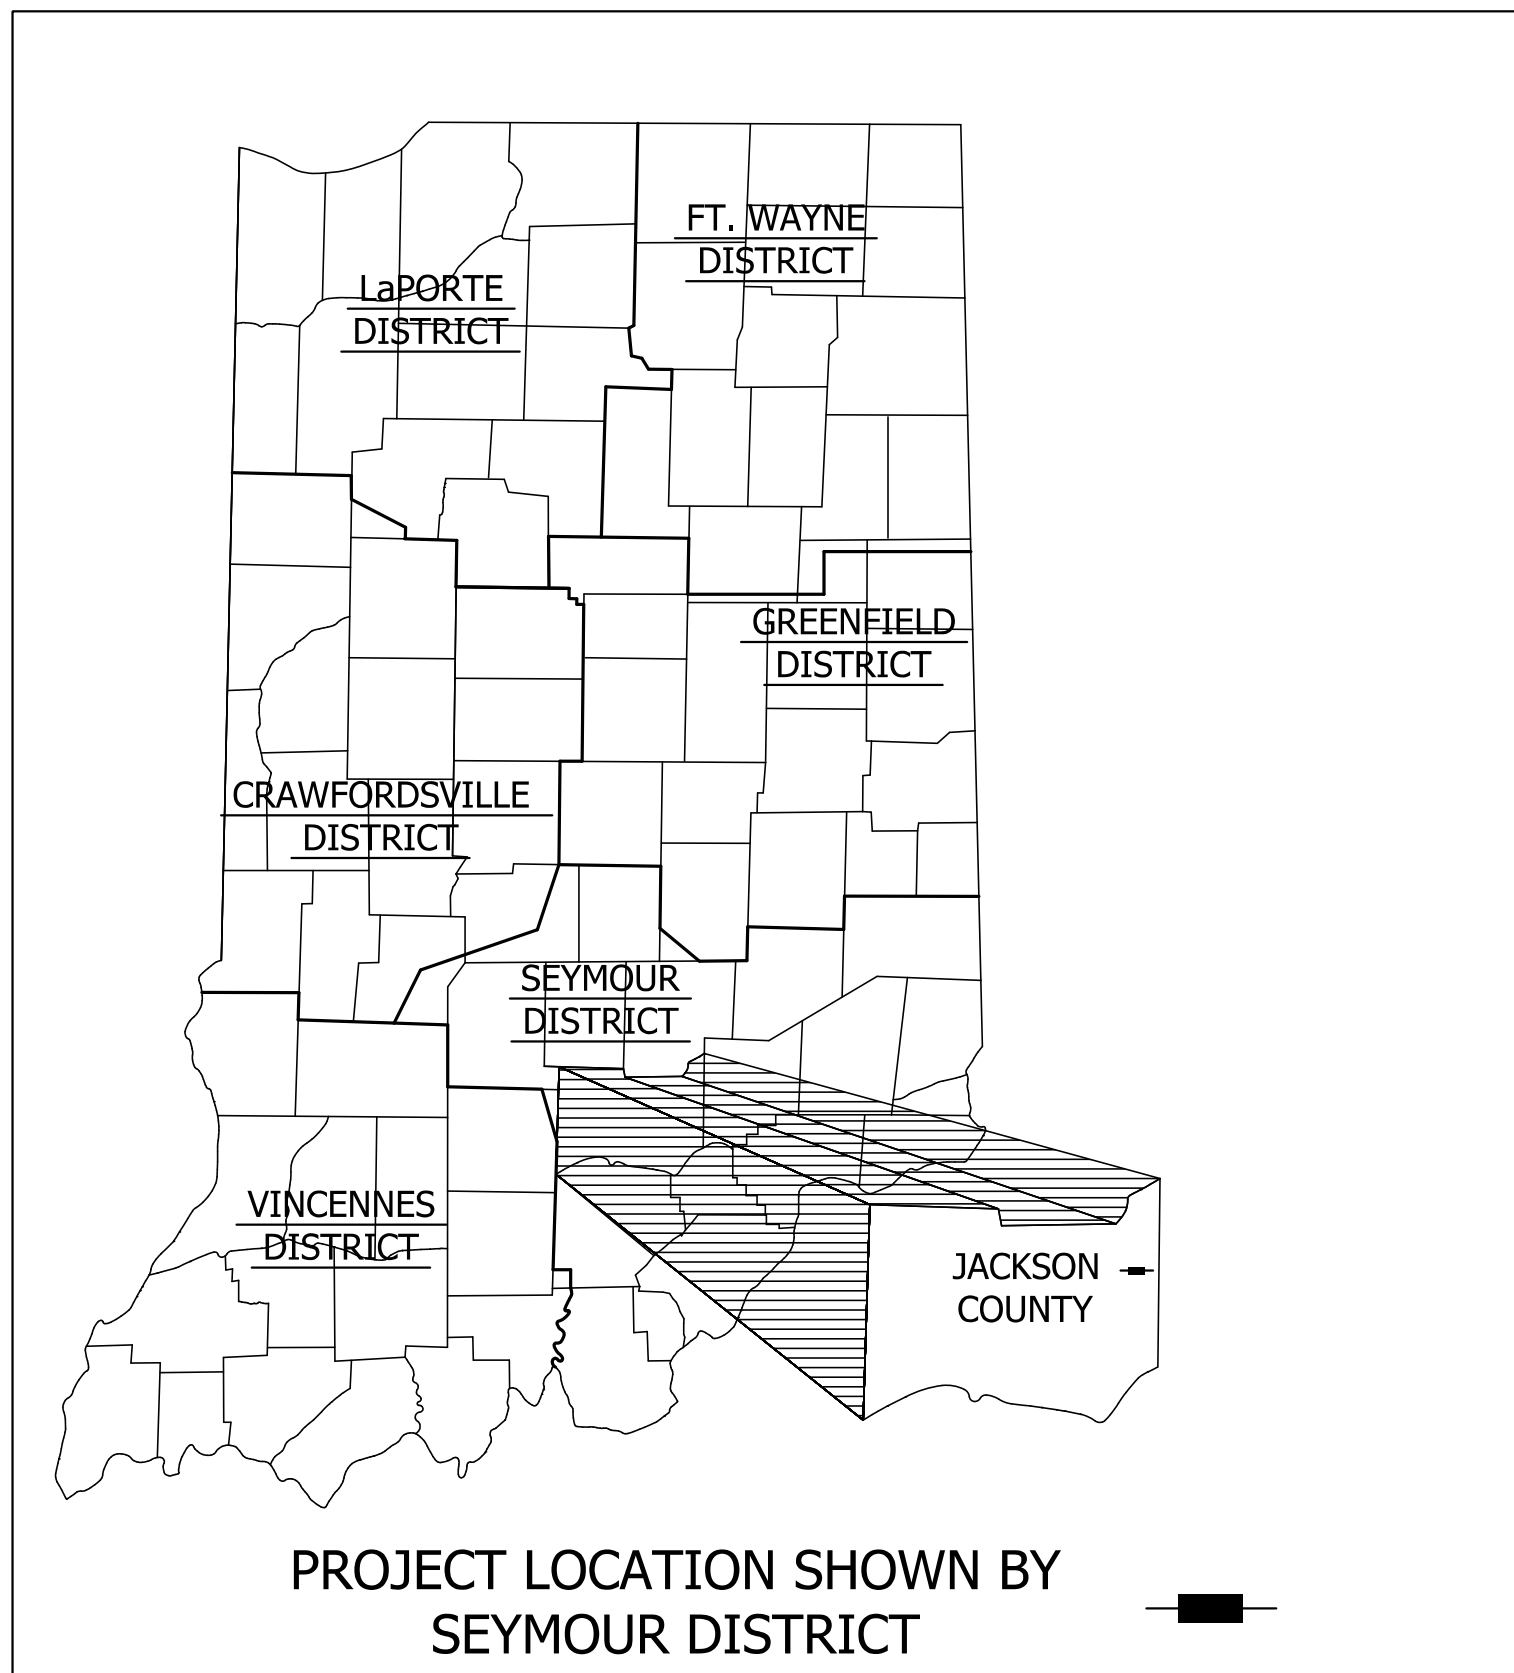 FT. WAYNE
DISTRICT
LaPORTE
DISTRICT
GREENFIELD
DISTRICT
CRAWFORDSVILLE
DISTRICT
SEYMOUR
DISTRICT
VINCENNES
DISTRICT
JACKSON
COUNTY
PROJECT LOCATION SHOWN BY
SEYMOUR DISTRICT